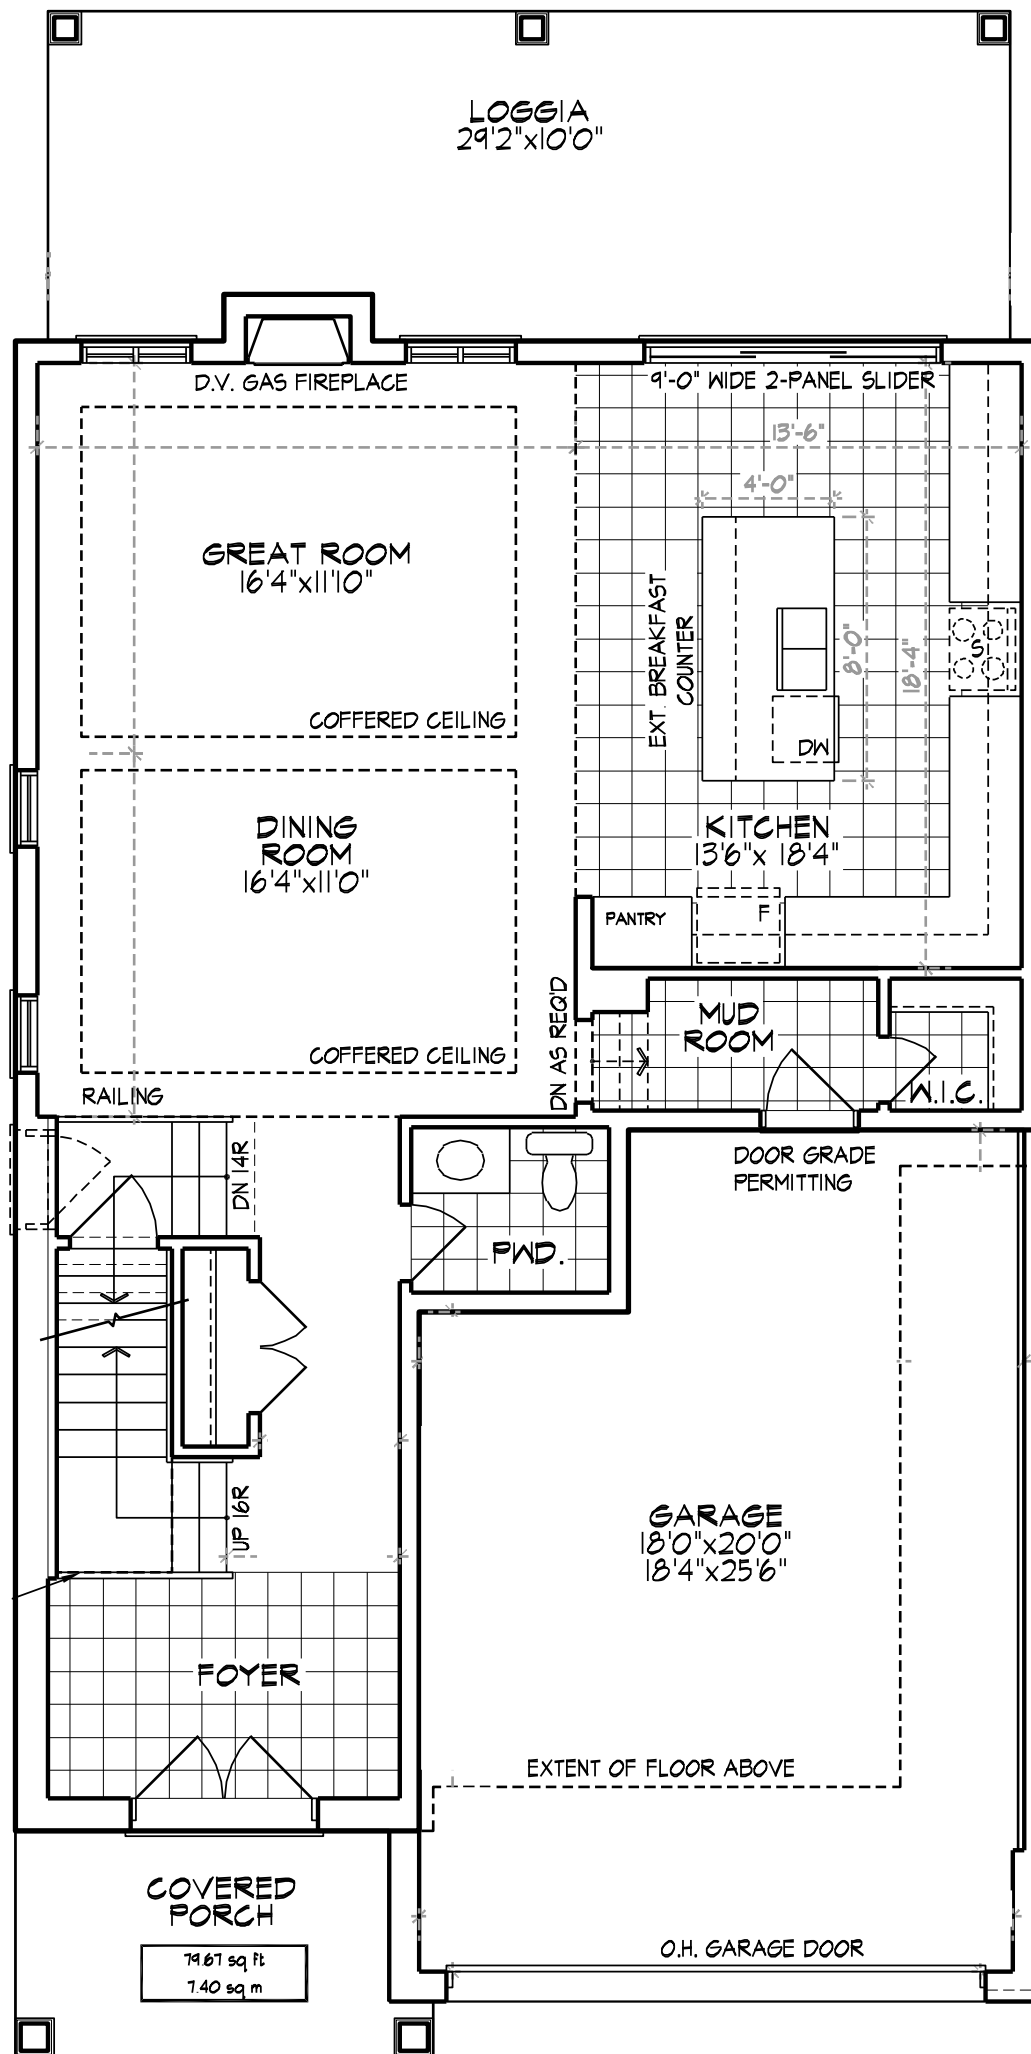 LOGGIA
29'2"x10'0"
D.V. GAS FIREPLACE
9'-0" WIDE 2-PANEL SLIDER
13'-6"
4'-0"
GREAT ROOM
16'4"x11'10"
EXT. BREAKFAST
COUNTER
8'-0"
18'-4"
S
COFFERED CEILING
DW
DINING
ROOM
16'4"x11'0"
KITCHEN
13'6"x 18'4"
PANTRY
F
DN AS REQ'D
MUD
ROOM
COFFERED CEILING
RAILING
W.I.C.
DN 14R
DOOR GRADE
PERMITTING
PWD.
UP 16R
GARAGE
18'0"x20'0"
18'4"x25'6"
FOYER
EXTENT OF FLOOR ABOVE
COVERED
PORCH
O.H. GARAGE DOOR
79.67 sq ft
7.40 sq m